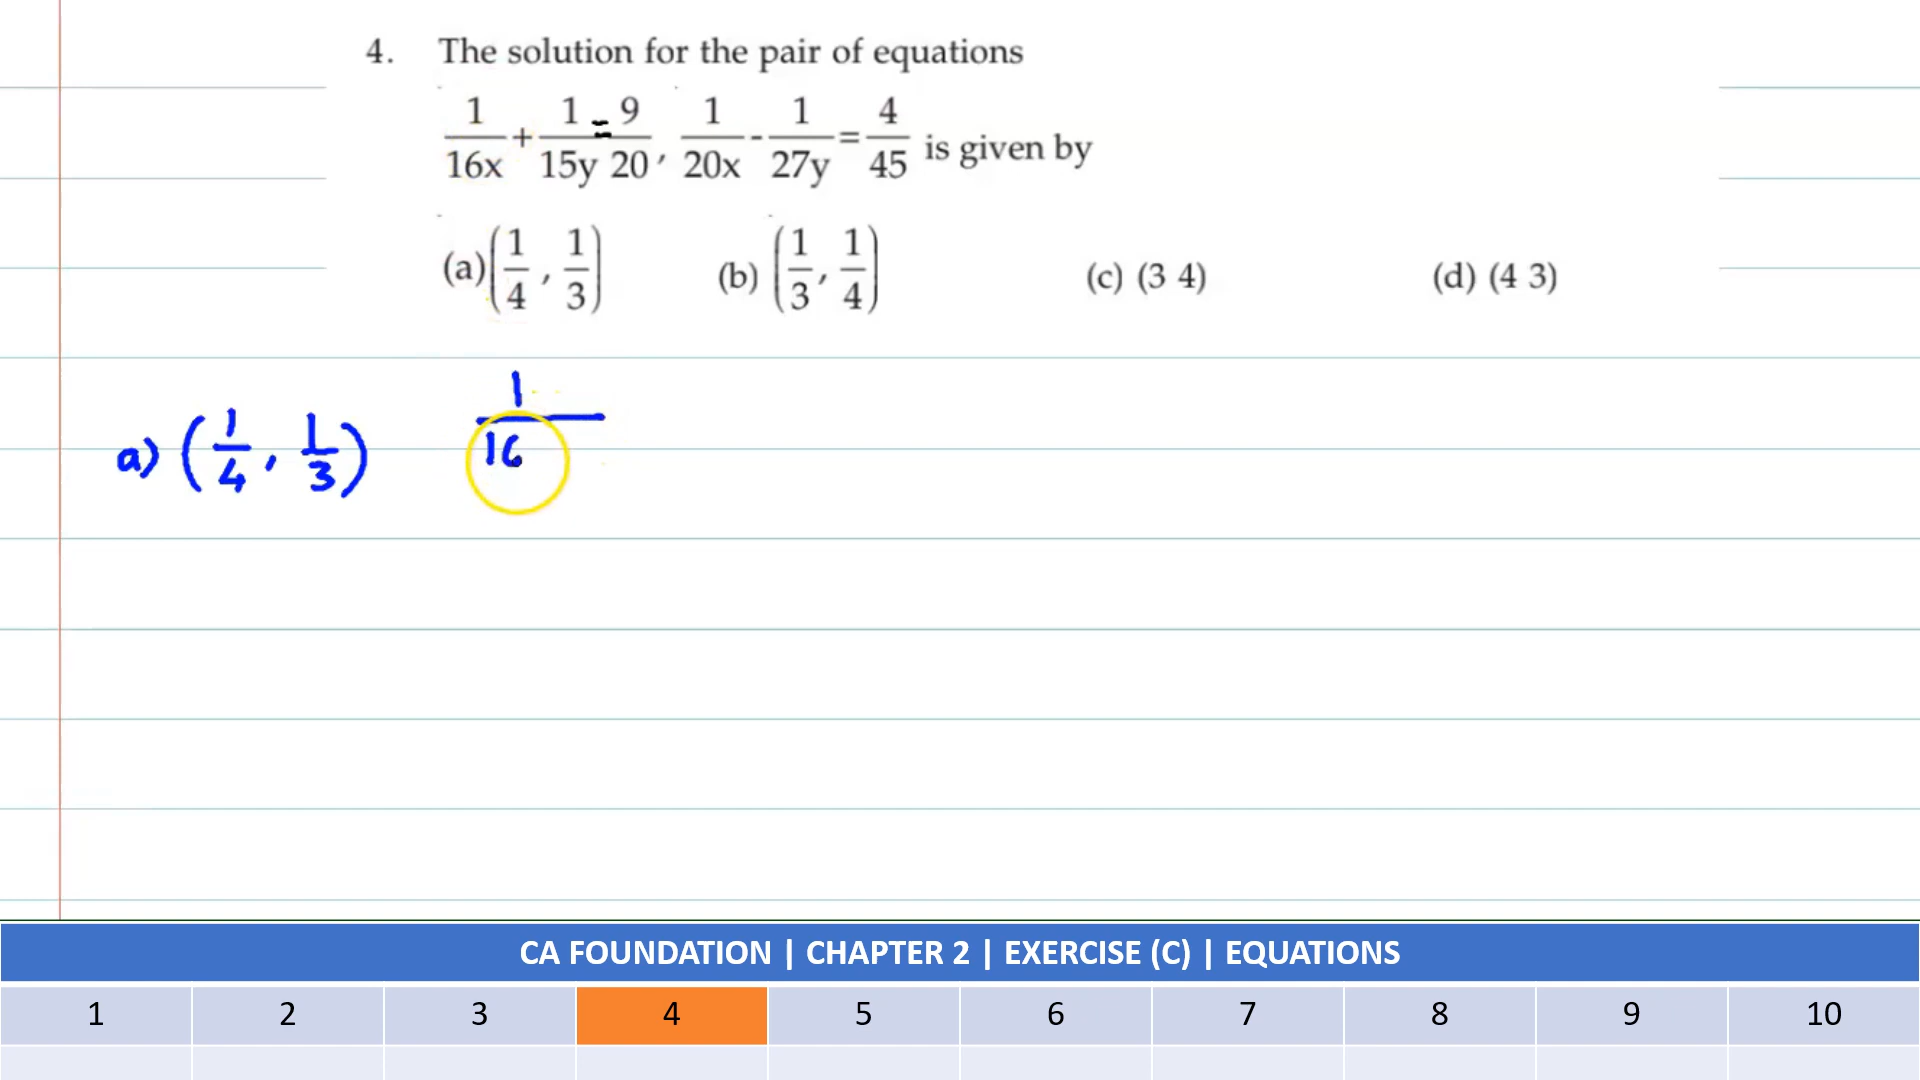 4. The solution for the pair of equations
1/16x + 1/15y = 9/20, 1/20x - 1/27y = 4/45 is given by
(a) (1/4, 1/3) (b) (1/3, 1/4) (c) (3 4) (d) (4 3)
a) (1/4, 1/3) 1/16
CA FOUNDATION | CHAPTER 2 | EXERCISE (C) | EQUATIONS
1 2 3 4 5 6 7 8 9 10